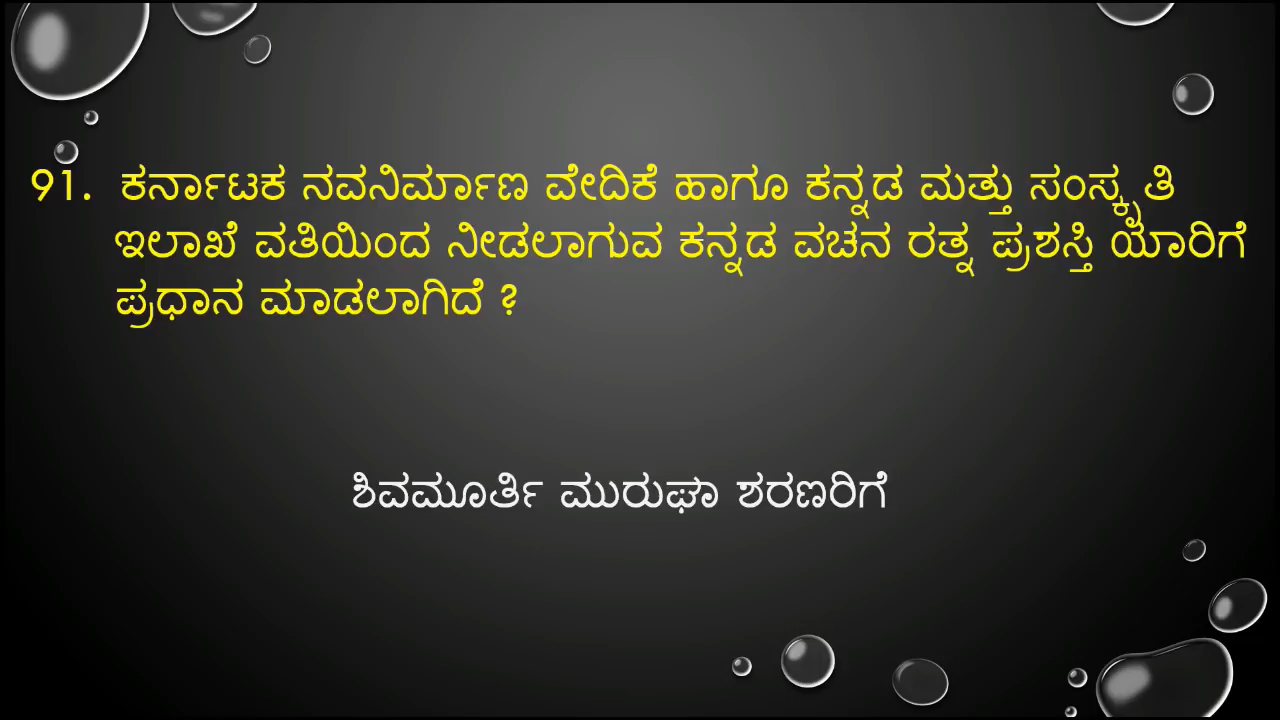 91. ಕರ್ನಾಟಕ ನವನಿರ್ಮಾಣ ವೇದಿಕೆ ಹಾಗೂ ಕನ್ನಡ ಮತ್ತು ಸಂಸ್ಕೃತಿ
ಇಲಾಖೆ ವತಿಯಿಂದ ನೀಡಲಾಗುವ ಕನ್ನಡ ವಚನ ರತ್ನ ಪ್ರಶಸ್ತಿ ಯಾರಿಗೆ
ಪ್ರಧಾನ ಮಾಡಲಾಗಿದೆ ?
ಶಿವಮೂರ್ತಿ ಮುರುಘಾ ಶರಣರಿಗೆ